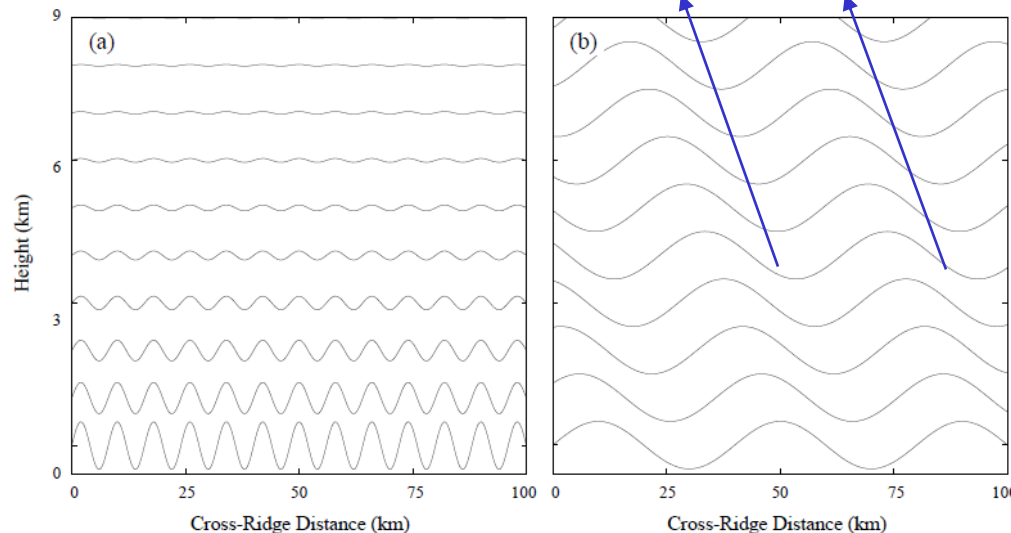 9
(a)
(b)
6
Height (km)
3
0
0 25 50 75 100
0 25 50 75 100
Cross-Ridge Distance (km)
Cross-Ridge Distance (km)